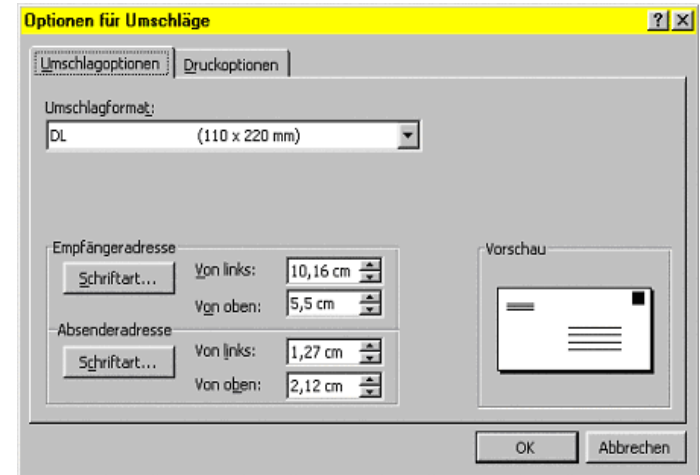 Optionen für Umschläge
Umschlagoptionen Druckoptionen
Umschlagformat:
DL (110 x 220 mm)
Empfängeradresse
Schriftart... Von links: 10,16 cm
Von oben: 5,5 cm
Absenderadresse
Schriftart... Von links: 1,27 cm
Von oben: 2,12 cm
Vorschau
OK Abbrechen